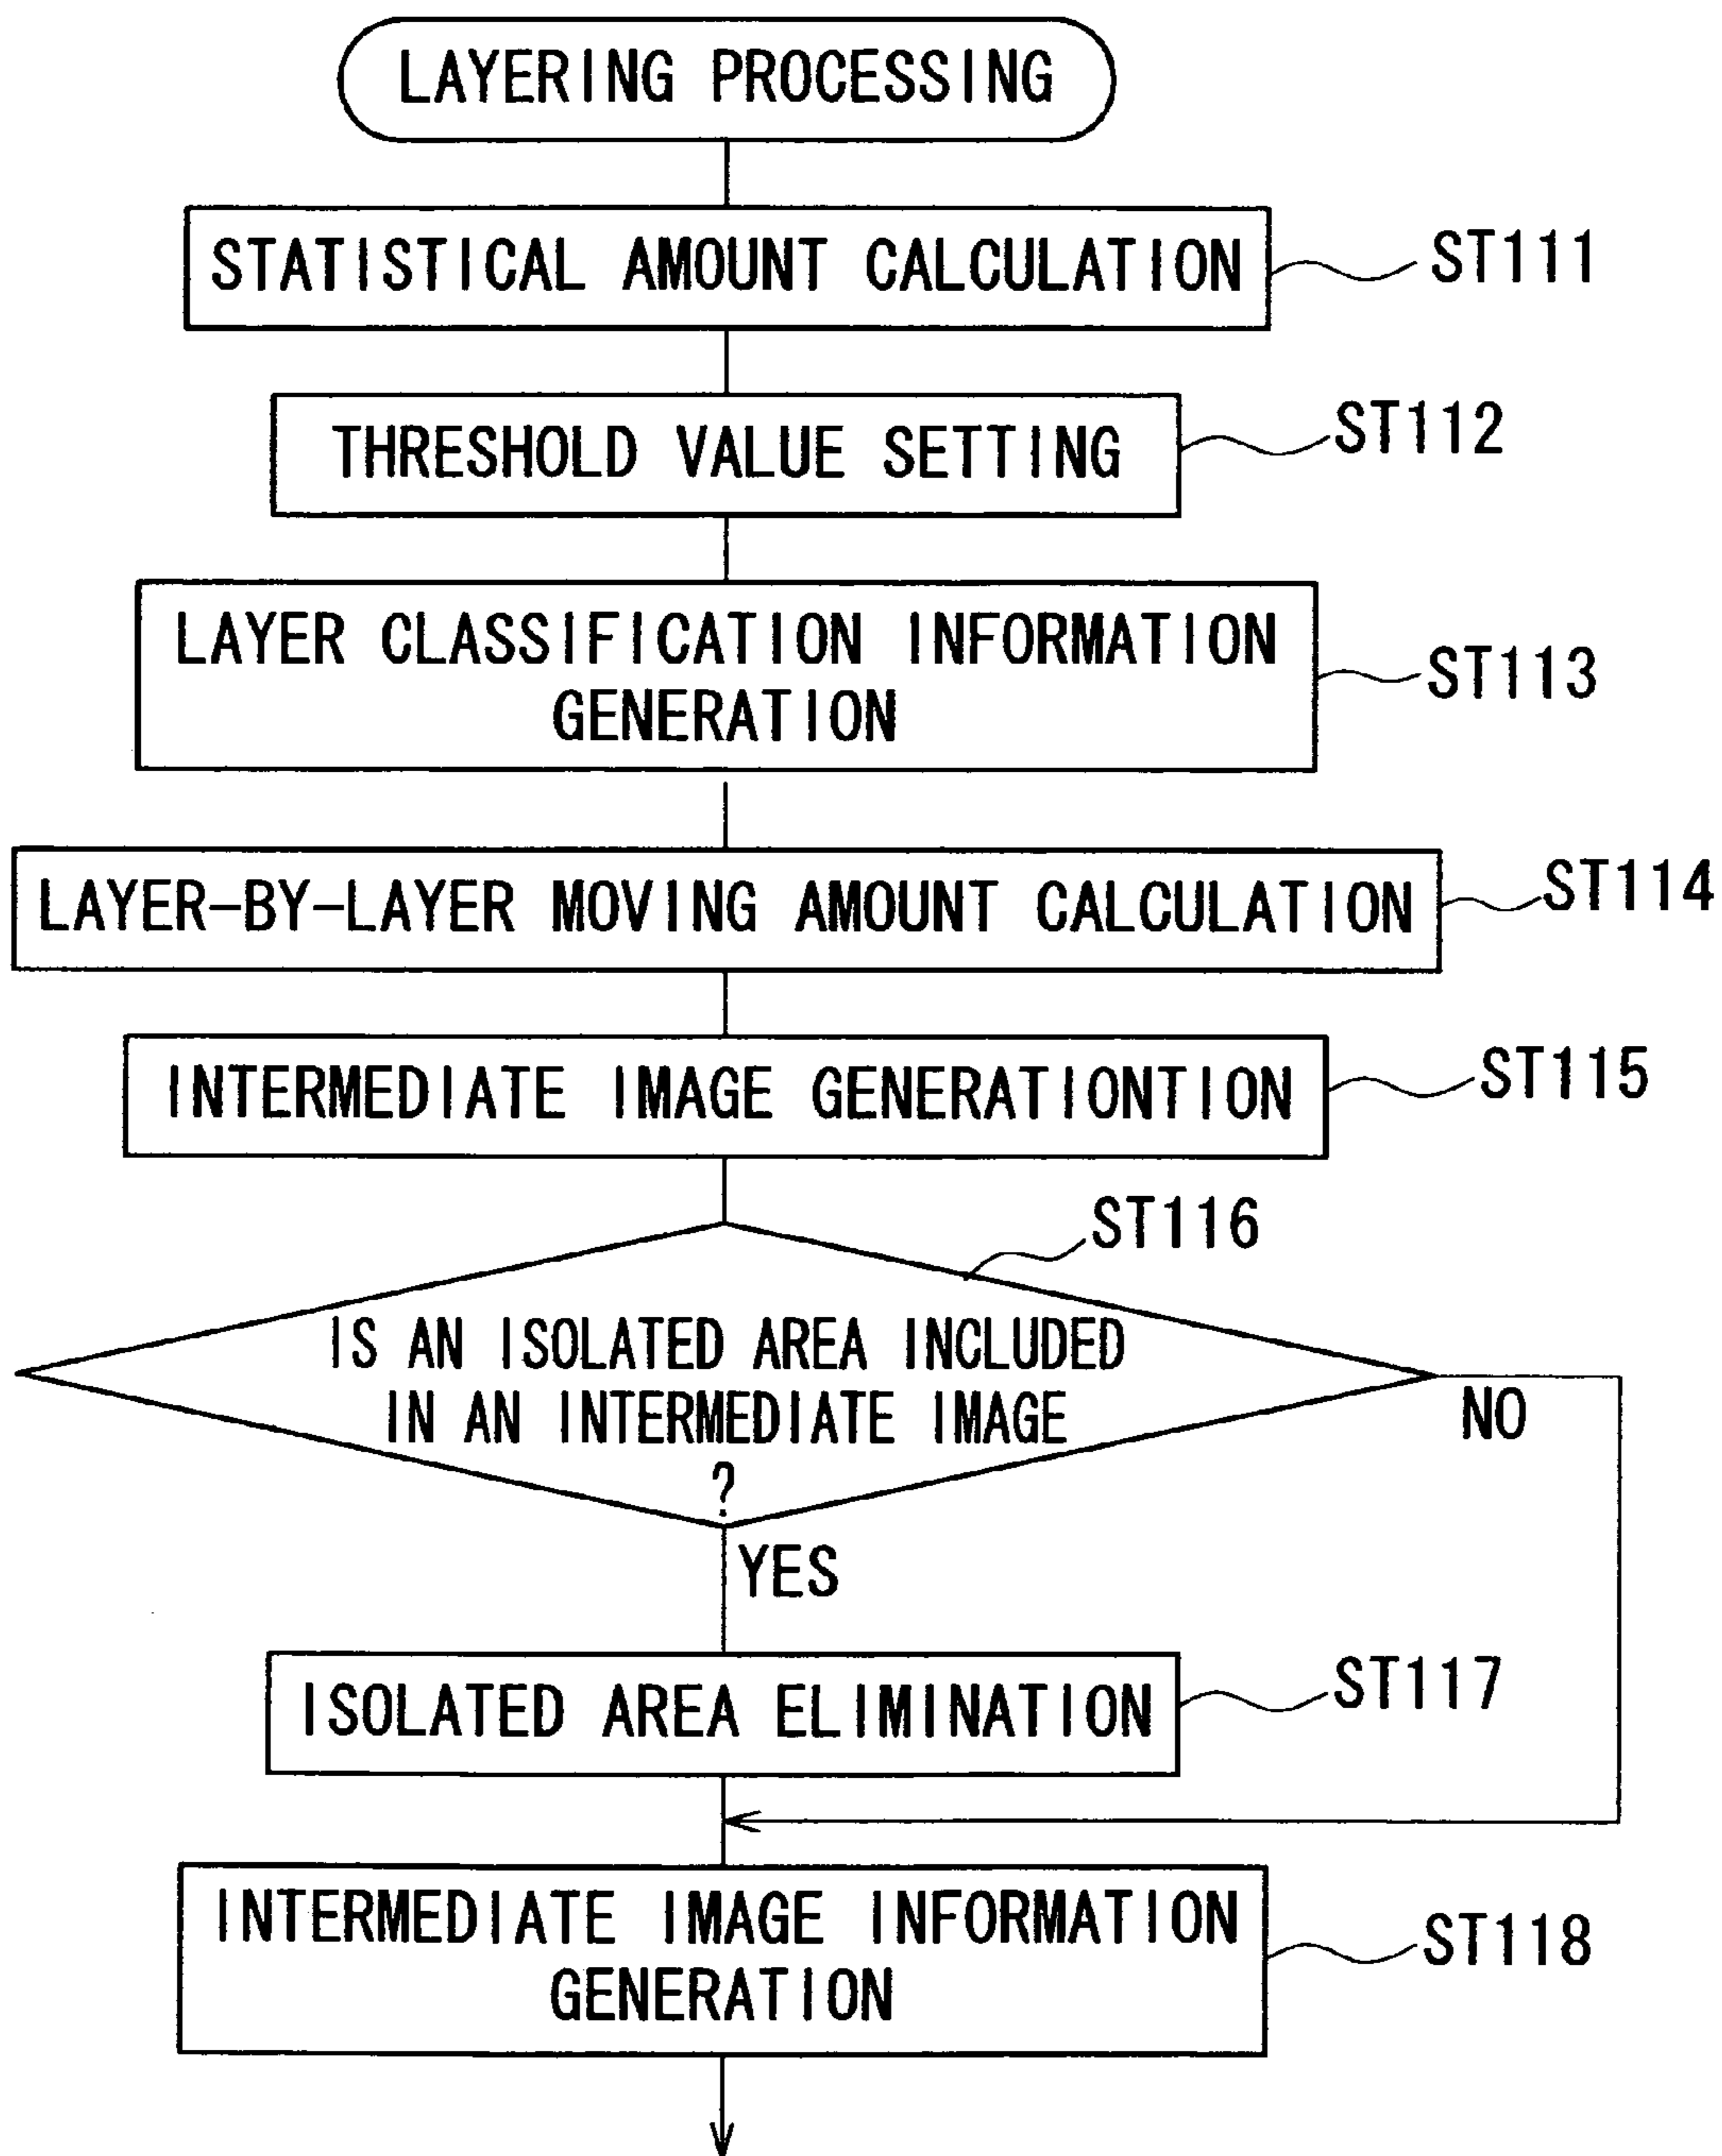 LAYERING PROCESSING
STATISTICAL AMOUNT CALCULATION
ST111
THRESHOLD VALUE SETTING
ST112
LAYER CLASSIFICATION INFORMATION
GENERATION
ST113
LAYER-BY-LAYER MOVING AMOUNT CALCULATION
ST114
INTERMEDIATE IMAGE GENERATIONTION
ST115
ST116
IS AN ISOLATED AREA INCLUDED
IN AN INTERMEDIATE IMAGE
?
NO
YES
ISOLATED AREA ELIMINATION
ST117
INTERMEDIATE IMAGE INFORMATION
GENERATION
ST118